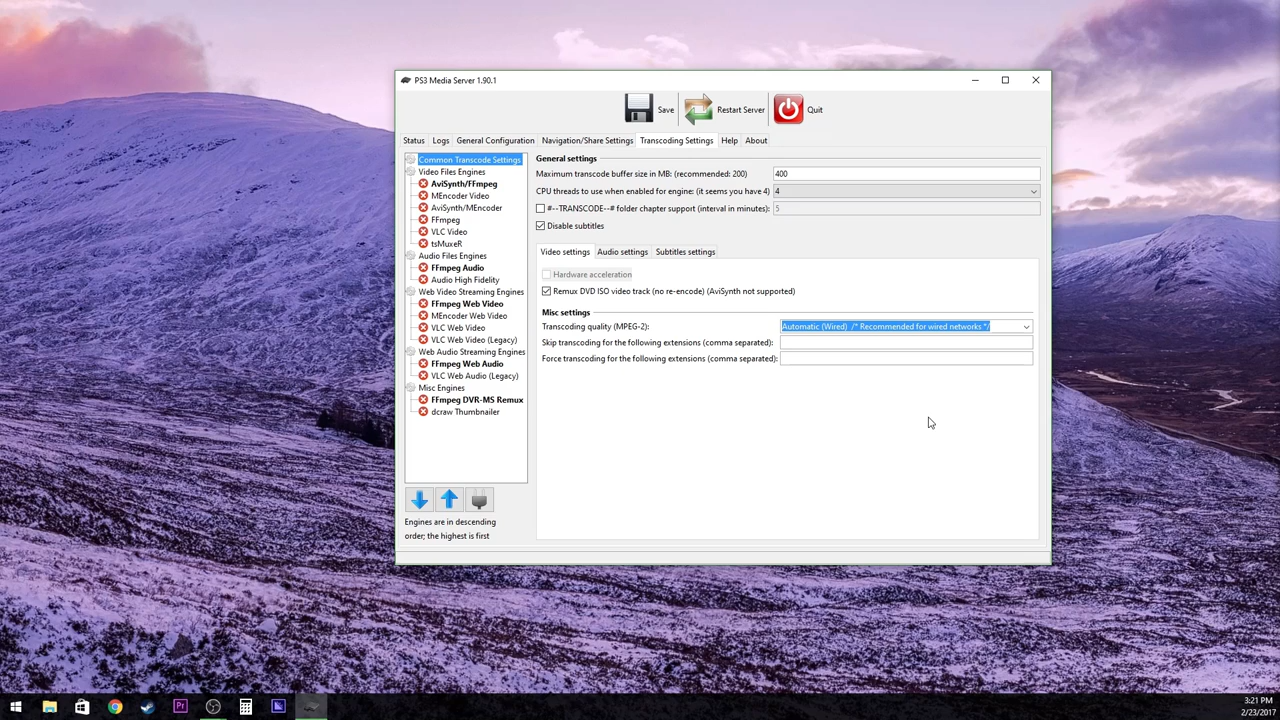 PS3 Media Server 1.90.1
Save
Restart Server
Quit
Status
Logs
General Configuration
Navigation/Share Settings
Transcoding Settings
Help
About
Common Transcode Settings
Video Files Engines
AviSynth/FFmpeg
MEncoder Video
AviSynth/MEncoder
FFmpeg
VLC Video
tsMuxeR
Audio Files Engines
FFmpeg Audio
Audio High Fidelity
Web Video Streaming Engines
FFmpeg Web Video
MEncoder Web Video
VLC Web Video
VLC Web Video (Legacy)
Web Audio Streaming Engines
FFmpeg Web Audio
VLC Web Audio (Legacy)
Misc Engines
FFmpeg DVR-MS Remux
dcraw Thumbnailer
Engines are in descending
order; the highest is first
General settings
Maximum transcode buffer size in MB: (recommended: 200) 400
CPU threads to use when enabled for engine: (it seems you have 4) 4
#--TRANSCODE--# folder chapter support (interval in minutes): 5
Disable subtitles
Video settings
Audio settings
Subtitles settings
Hardware acceleration
Remux DVD ISO video track (no re-encode) (AviSynth not supported)
Misc settings
Transcoding quality (MPEG-2): Automatic (Wired) /* Recommended for wired networks */
Skip transcoding for the following extensions (comma separated):
Force transcoding for the following extensions (comma separated):
Pr
3:21 PM
2/23/2017